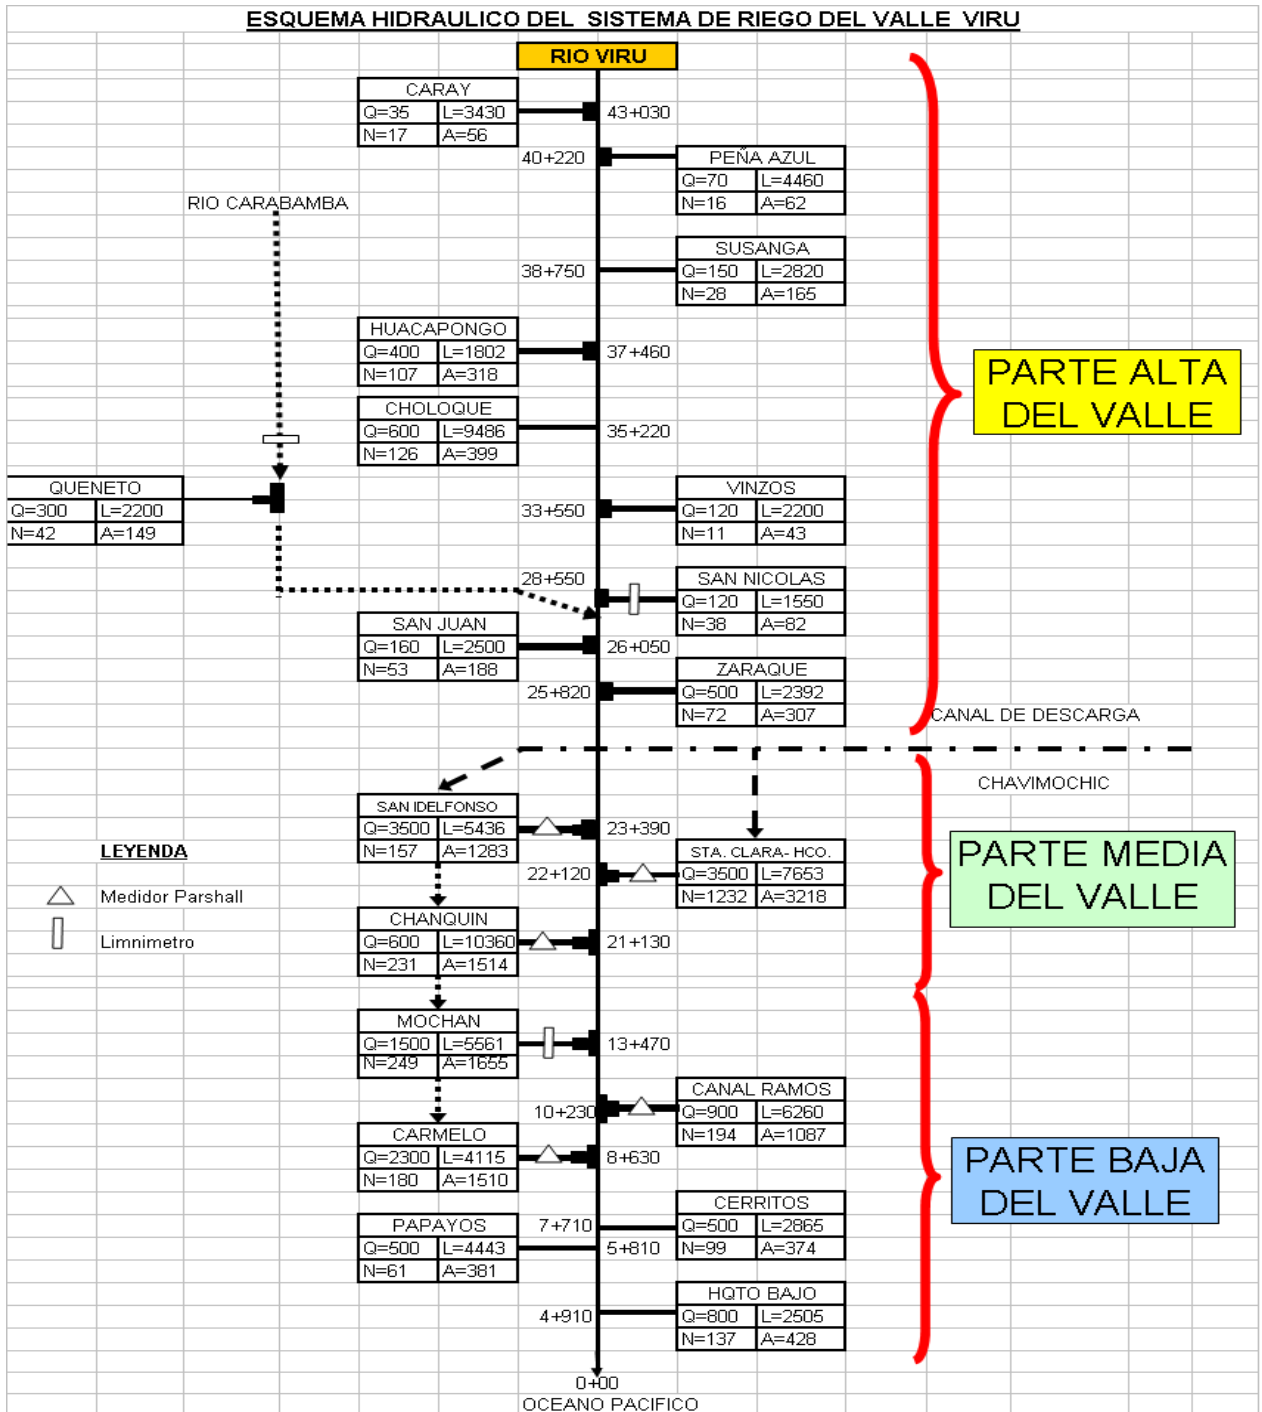 ESQUEMA HIDRAULICO DEL SISTEMA DE RIEGO DEL VALLE VIRU
RIO VIRU
CARAY
Q=35 L=3430
N=17 A=56
43+030
40+220
PEÑA AZUL
Q=70 L=4460
N=16 A=62
RIO CARABAMBA
SUSANGA
38+750
Q=150 L=2820
N=28 A=165
HUACAPONGO
Q=400 L=1802
N=107 A=318
37+460
PARTE ALTA
DEL VALLE
CHOLOQUE
Q=600 L=9486
N=126 A=399
35+220
QUENETO
Q=300 L=2200
N=42 A=149
VINZOS
33+550
Q=120 L=2200
N=11 A=43
28+550
SAN NICOLAS
Q=120 L=1550
N=38 A=82
SAN JUAN
Q=160 L=2500
N=53 A=188
26+050
ZARAQUE
25+820
Q=500 L=2392
N=72 A=307
CANAL DE DESCARGA
CHAVIMOCHIC
SAN IDELFONSO
Q=3500 L=5436
N=157 A=1283
23+390
STA. CLARA- HCO.
22+120
Q=3500 L=7653
N=1232 A=3218
PARTE MEDIA
DEL VALLE
LEYENDA
Medidor Parshall
Limnimetro
CHANQUIN
Q=600 L=10360
N=231 A=1514
21+130
MOCHAN
Q=1500 L=5561
N=249 A=1655
13+470
CANAL RAMOS
10+230
Q=900 L=6260
N=194 A=1087
CARMELO
Q=2300 L=4115
N=180 A=1510
8+630
PARTE BAJA
DEL VALLE
CERRITOS
7+710
Q=500 L=2865
N=99 A=374
PAPAYOS
Q=500 L=4443
N=61 A=381
5+810
HQTO BAJO
4+910
Q=800 L=2505
N=137 A=428
0+00
OCEANO PACIFICO